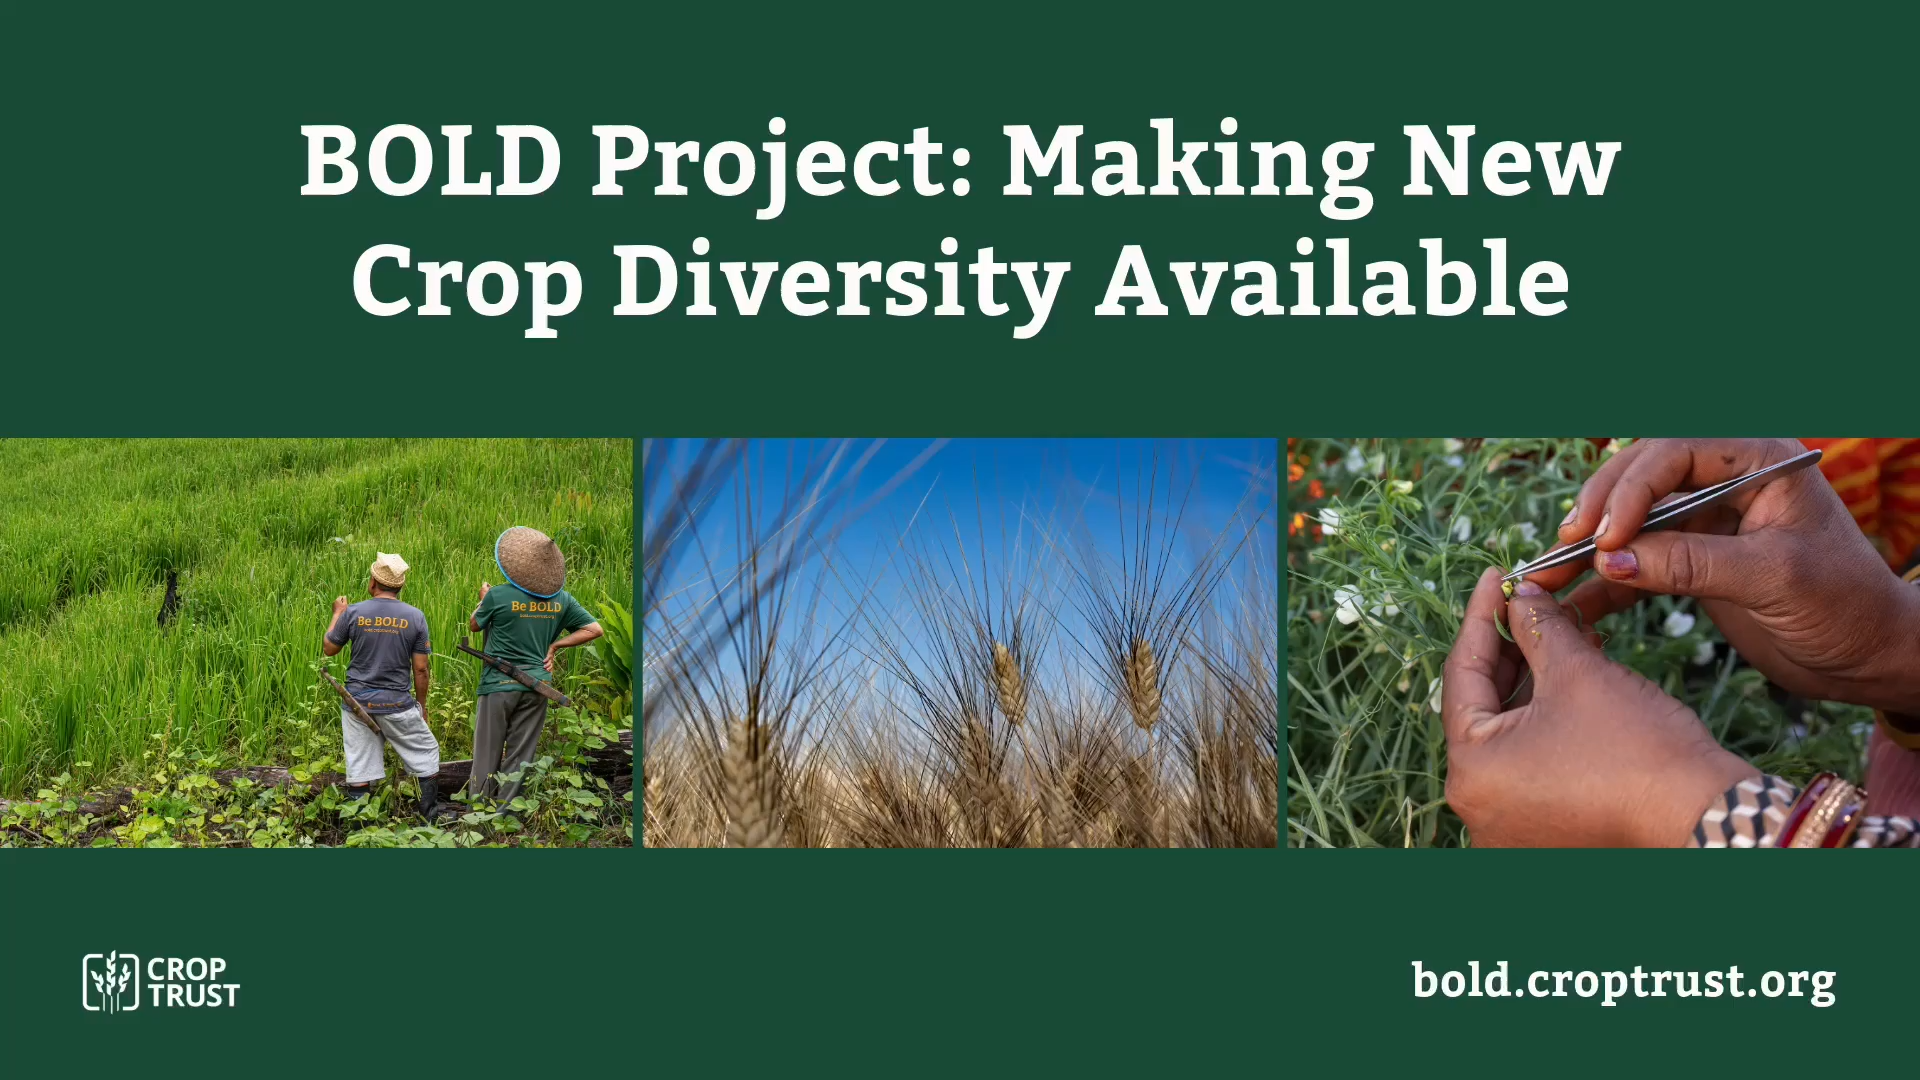 BOLD Project: Making New
Crop Diversity Available
Be BOLD
Be BOLD
CROP
TRUST
bold.croptrust.org